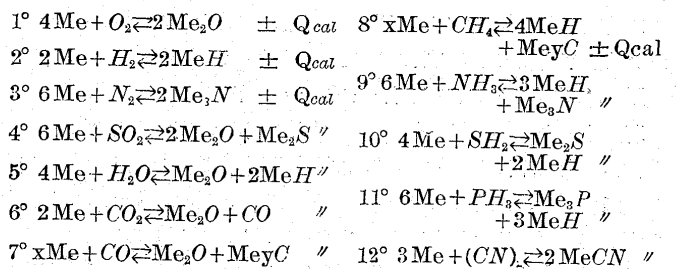 1° 4Me+O₂⇄2Me₂O ± Qcal
2° 2Me+H₂⇄2MeH ± Qcal
3° 6Me+N₂⇄2Me₃N ± Qcal
4° 6Me+SO₂⇄2Me₂O+Me₂S 〃
5° 4Me+H₂O⇄Me₂O+2MeH〃
6° 2Me+CO₂⇄Me₂O+CO 〃
7° xMe+CO⇄Me₂O+MeyC 〃
8° xMe+CH₄⇄4MeH
+MeyC ±Qcal
9° 6Me+NH₃⇄3MeH
+Me₃N 〃
10° 4Me+SH₂⇄Me₂S
+2MeH 〃
11° 6Me+PH₃⇄Me₃P
+3MeH 〃
12° 3Me+(CN)⇄2MeCN 〃